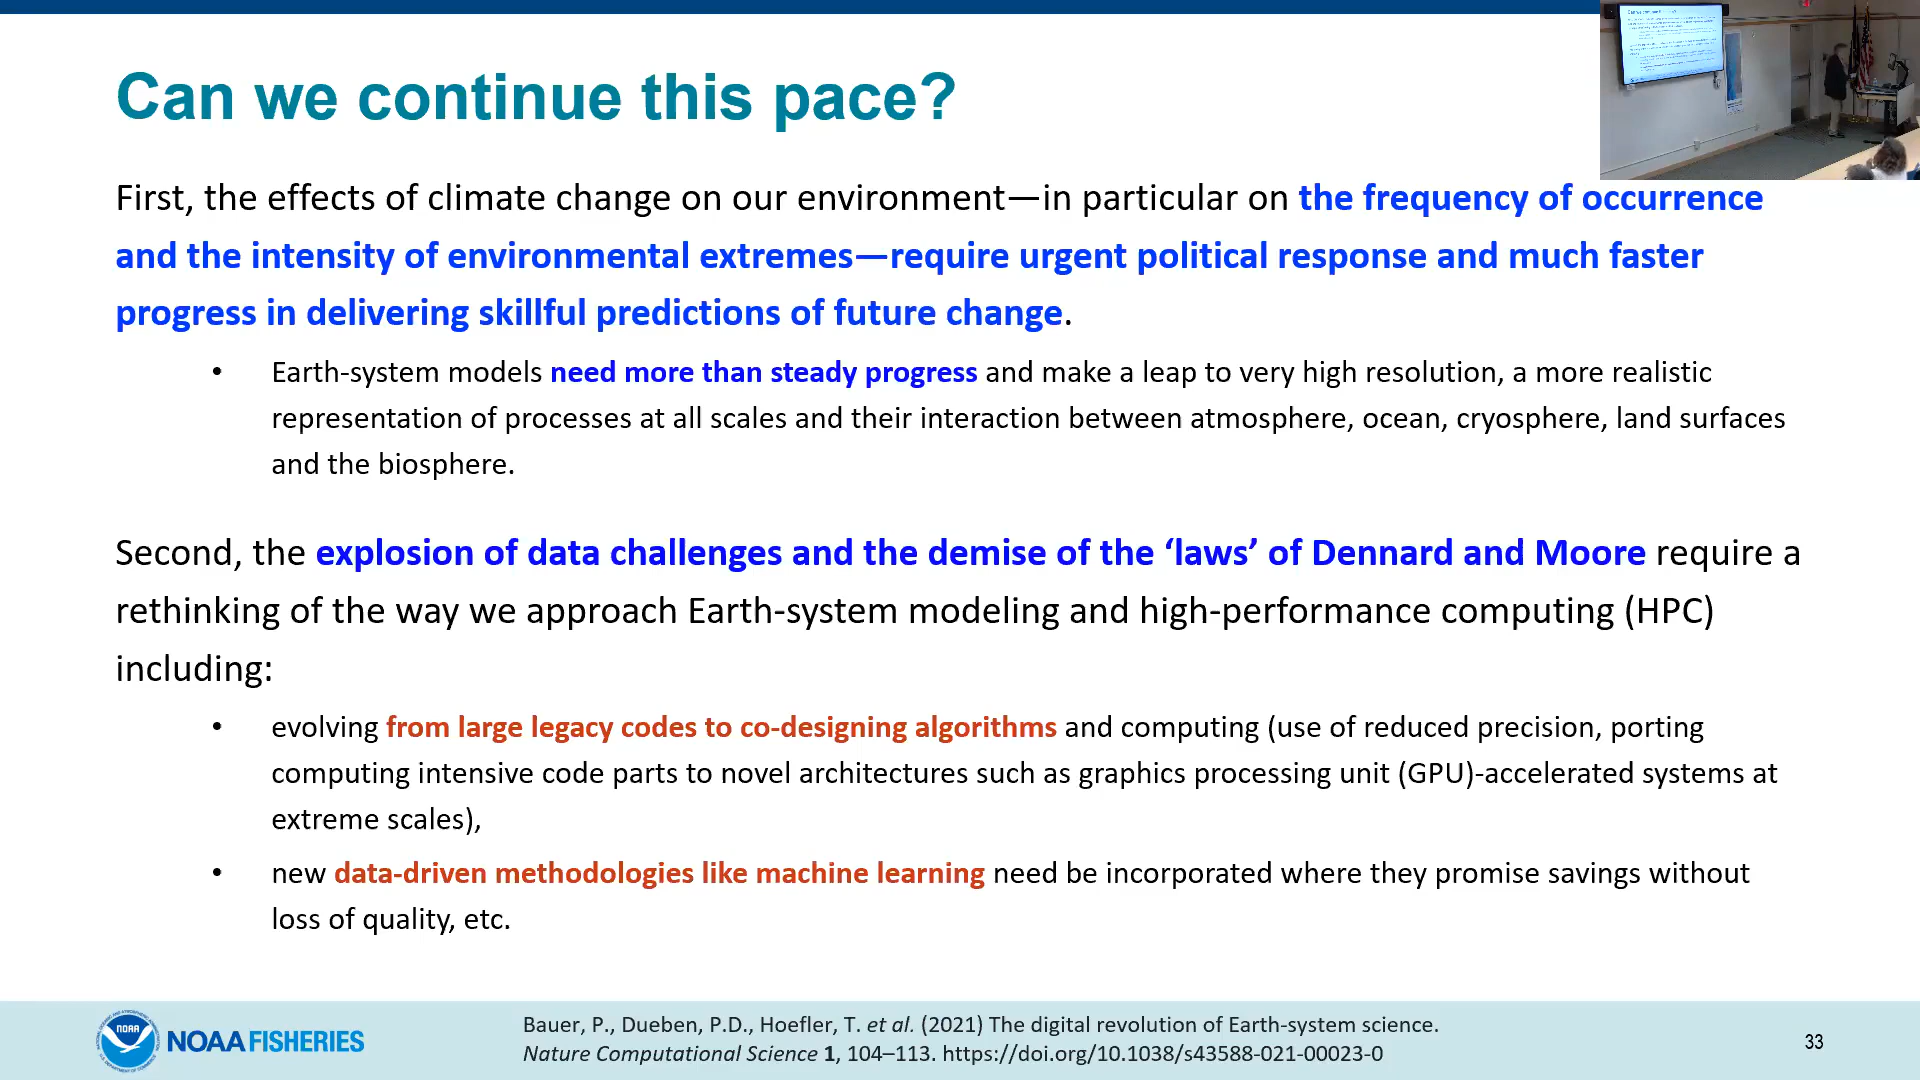 Can we continue this pace?
First, the effects of climate change on our environment—in particular on the frequency of occurrence
and the intensity of environmental extremes—require urgent political response and much faster
progress in delivering skillful predictions of future change.
• Earth-system models need more than steady progress and make a leap to very high resolution, a more realistic
representation of processes at all scales and their interaction between atmosphere, ocean, cryosphere, land surfaces
and the biosphere.
Second, the explosion of data challenges and the demise of the ‘laws’ of Dennard and Moore require a
rethinking of the way we approach Earth-system modeling and high-performance computing (HPC)
including:
• evolving from large legacy codes to co-designing algorithms and computing (use of reduced precision, porting
computing intensive code parts to novel architectures such as graphics processing unit (GPU)-accelerated systems at
extreme scales),
• new data-driven methodologies like machine learning need be incorporated where they promise savings without
loss of quality, etc.
NOAA
NOAA FISHERIES
Bauer, P., Dueben, P.D., Hoefler, T. et al. (2021) The digital revolution of Earth-system science.
Nature Computational Science 1, 104–113. https://doi.org/10.1038/s43588-021-00023-0
33